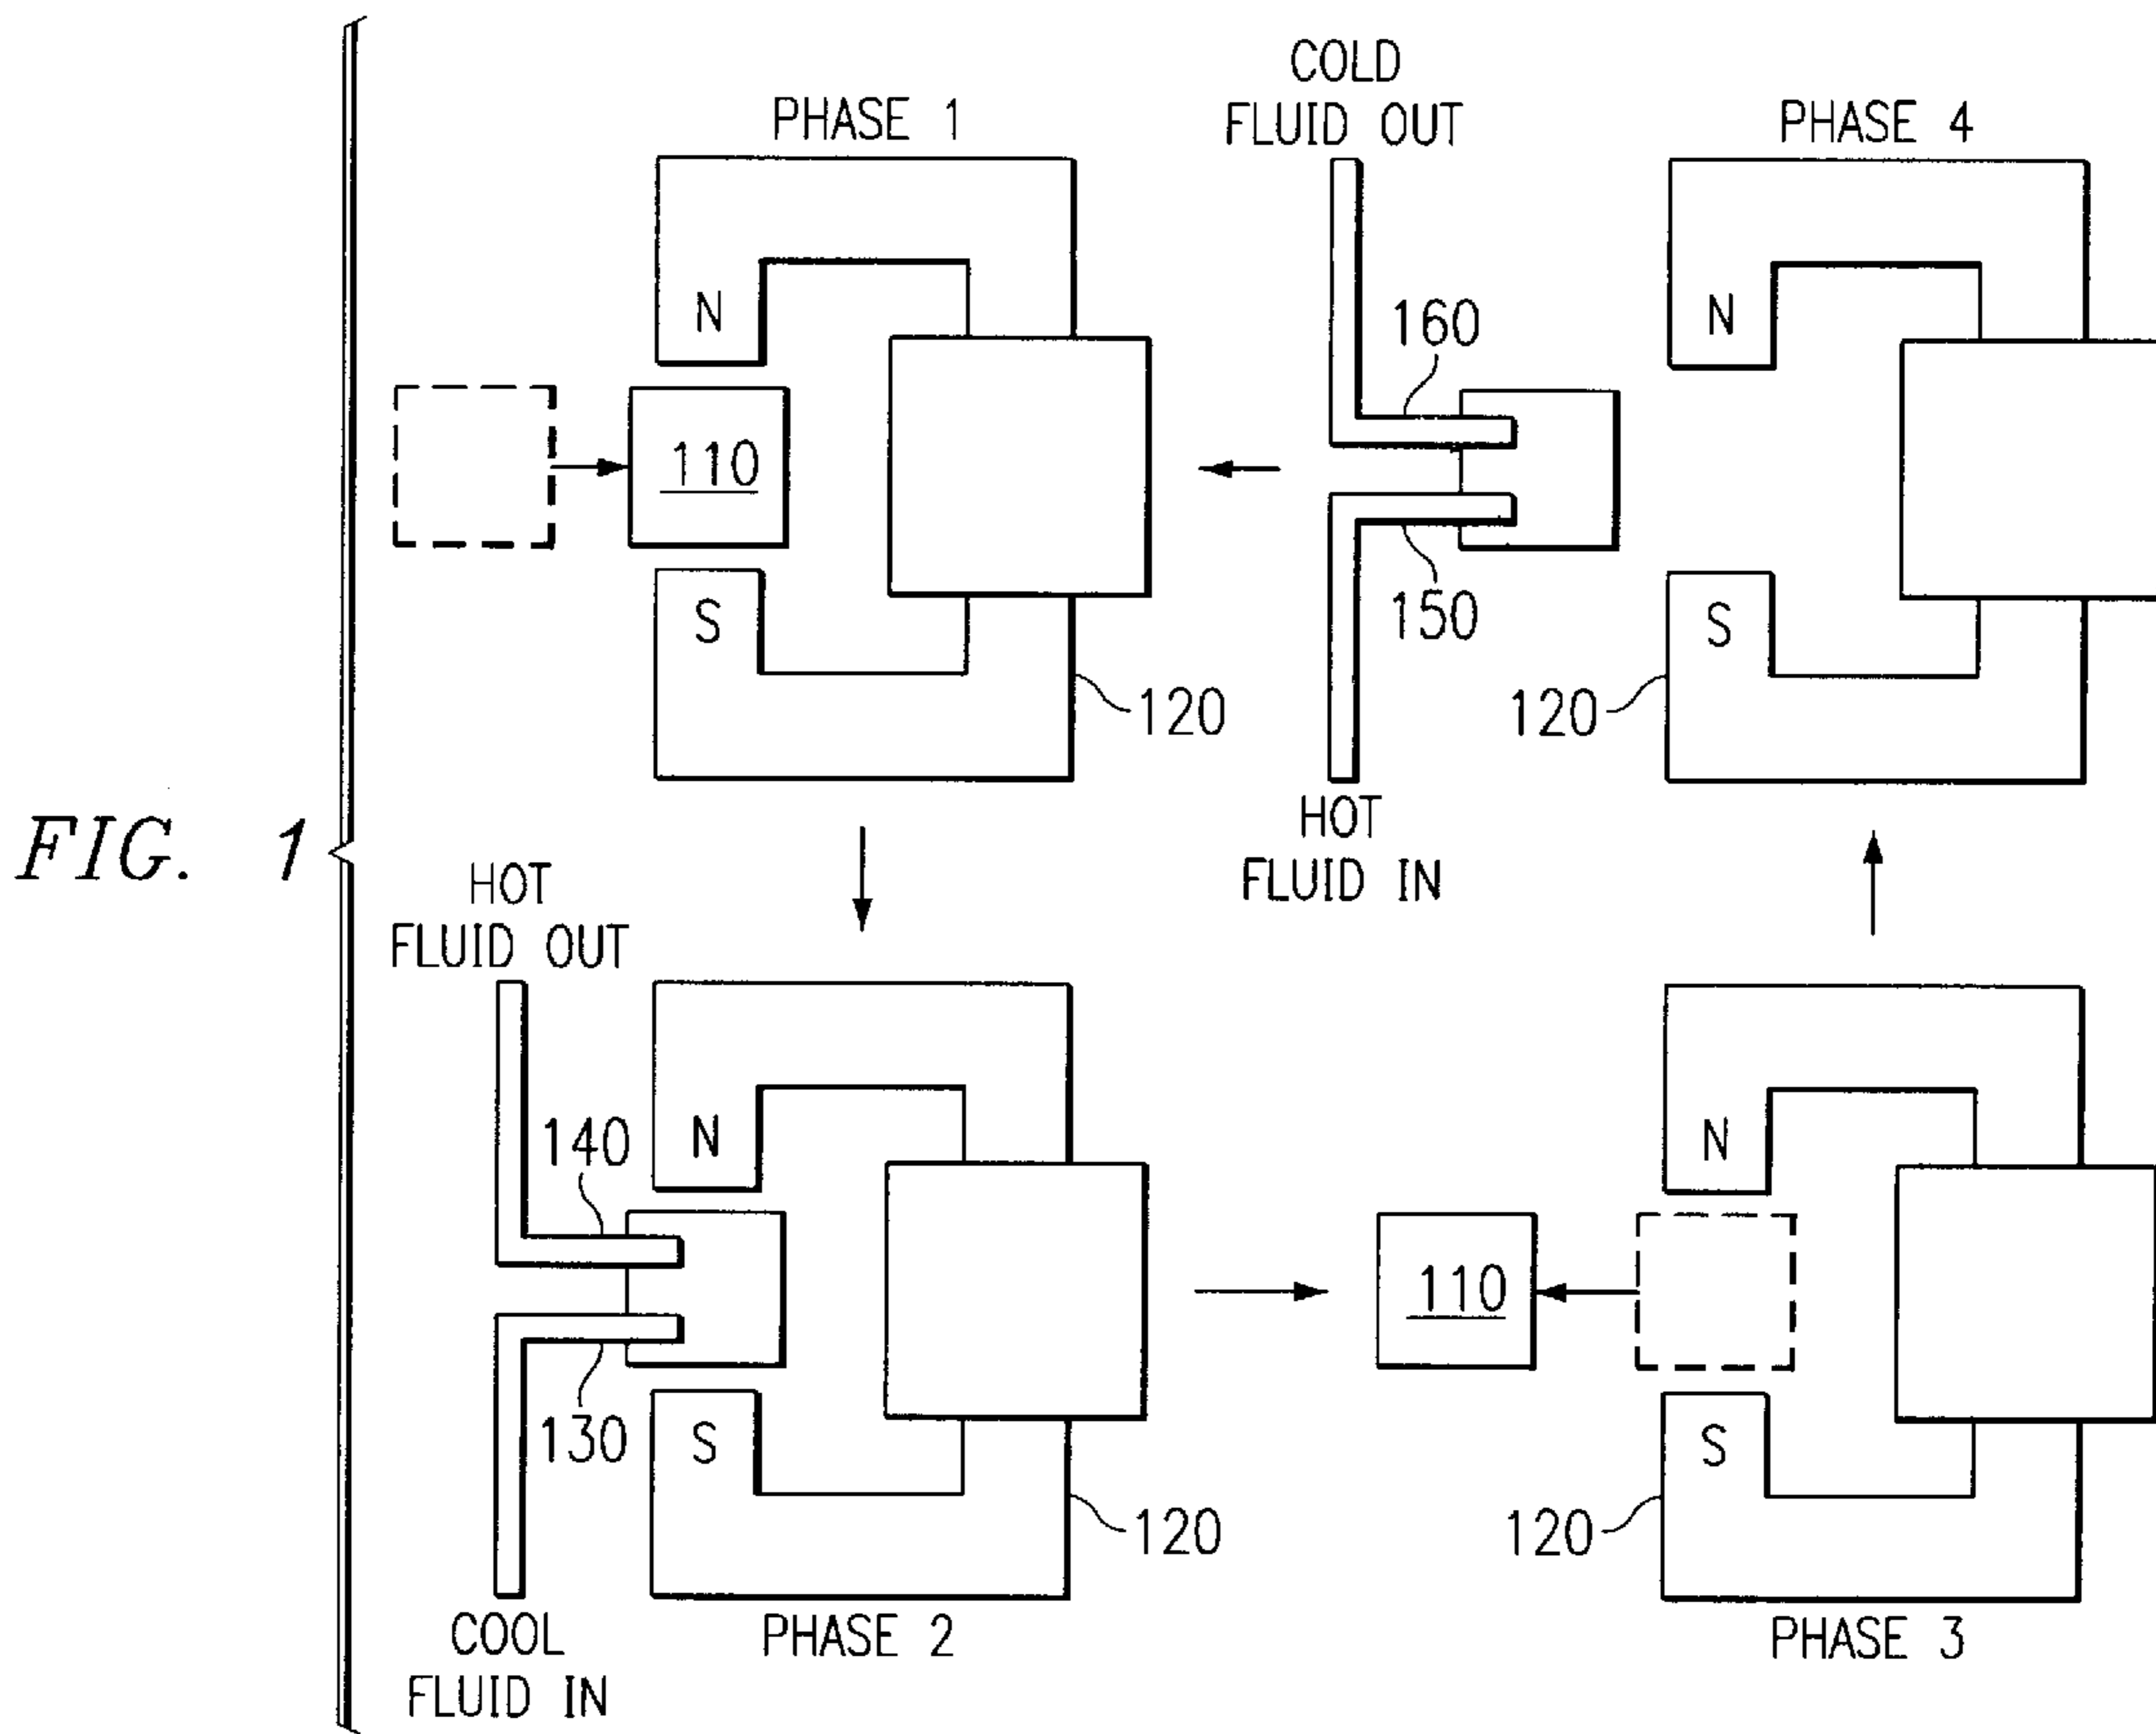 FIG. 1
PHASE 1
N
110
S
120
COLD
FLUID OUT
160
150
HOT
FLUID IN
PHASE 4
N
S
120
HOT
FLUID OUT
140
130
COOL
FLUID IN
N
S
120
PHASE 2
110
N
S
120
PHASE 3